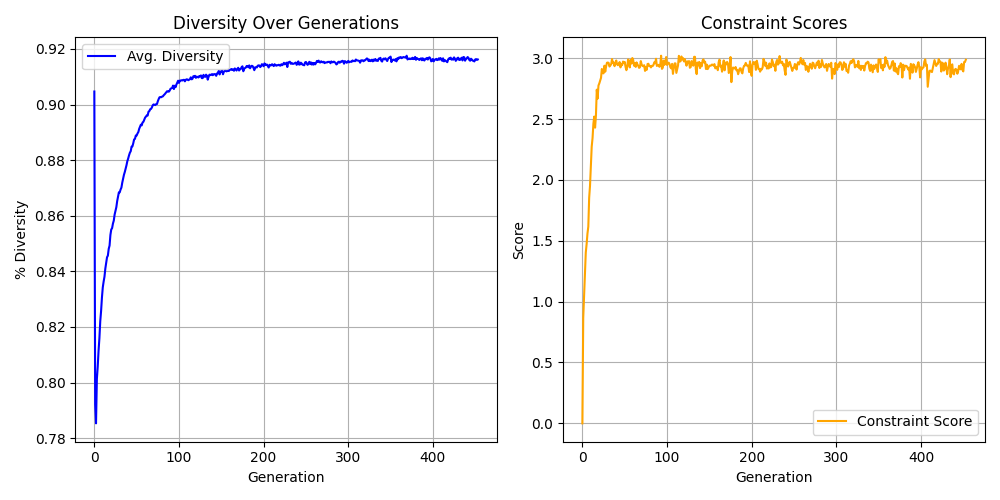 Diversity Over Generations
Avg. Diversity
% Diversity
0.92
0.90
0.88
0.86
0.84
0.82
0.80
0.78
0 100 200 300 400
Generation
Constraint Scores
Score
3.0
2.5
2.0
1.5
1.0
0.5
0.0
Constraint Score
0 100 200 300 400
Generation